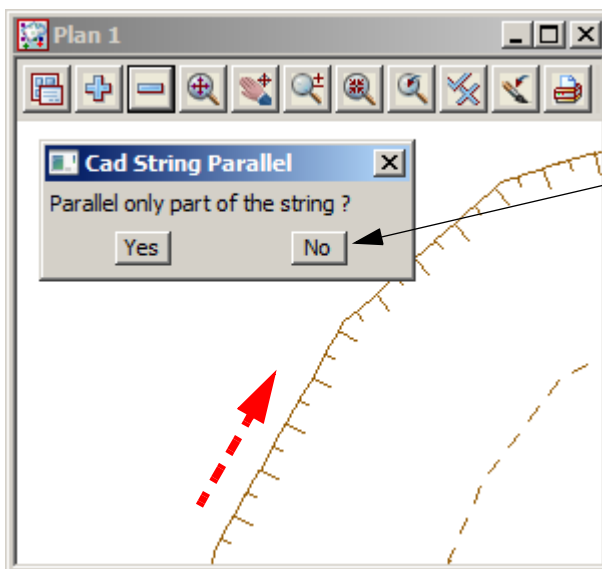 Plan 1
Cad String Parallel
Parallel only part of the string ?
Yes
No